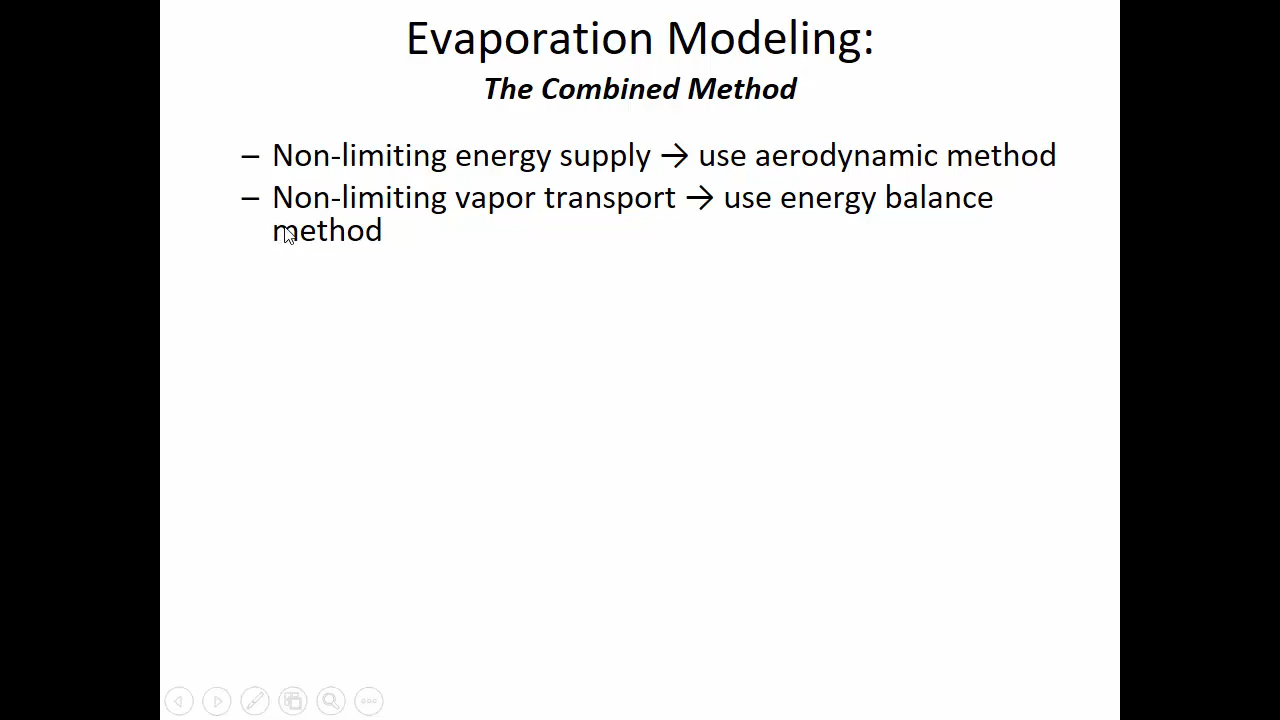 Evaporation Modeling:
The Combined Method
– Non-limiting energy supply → use aerodynamic method
– Non-limiting vapor transport → use energy balance
method